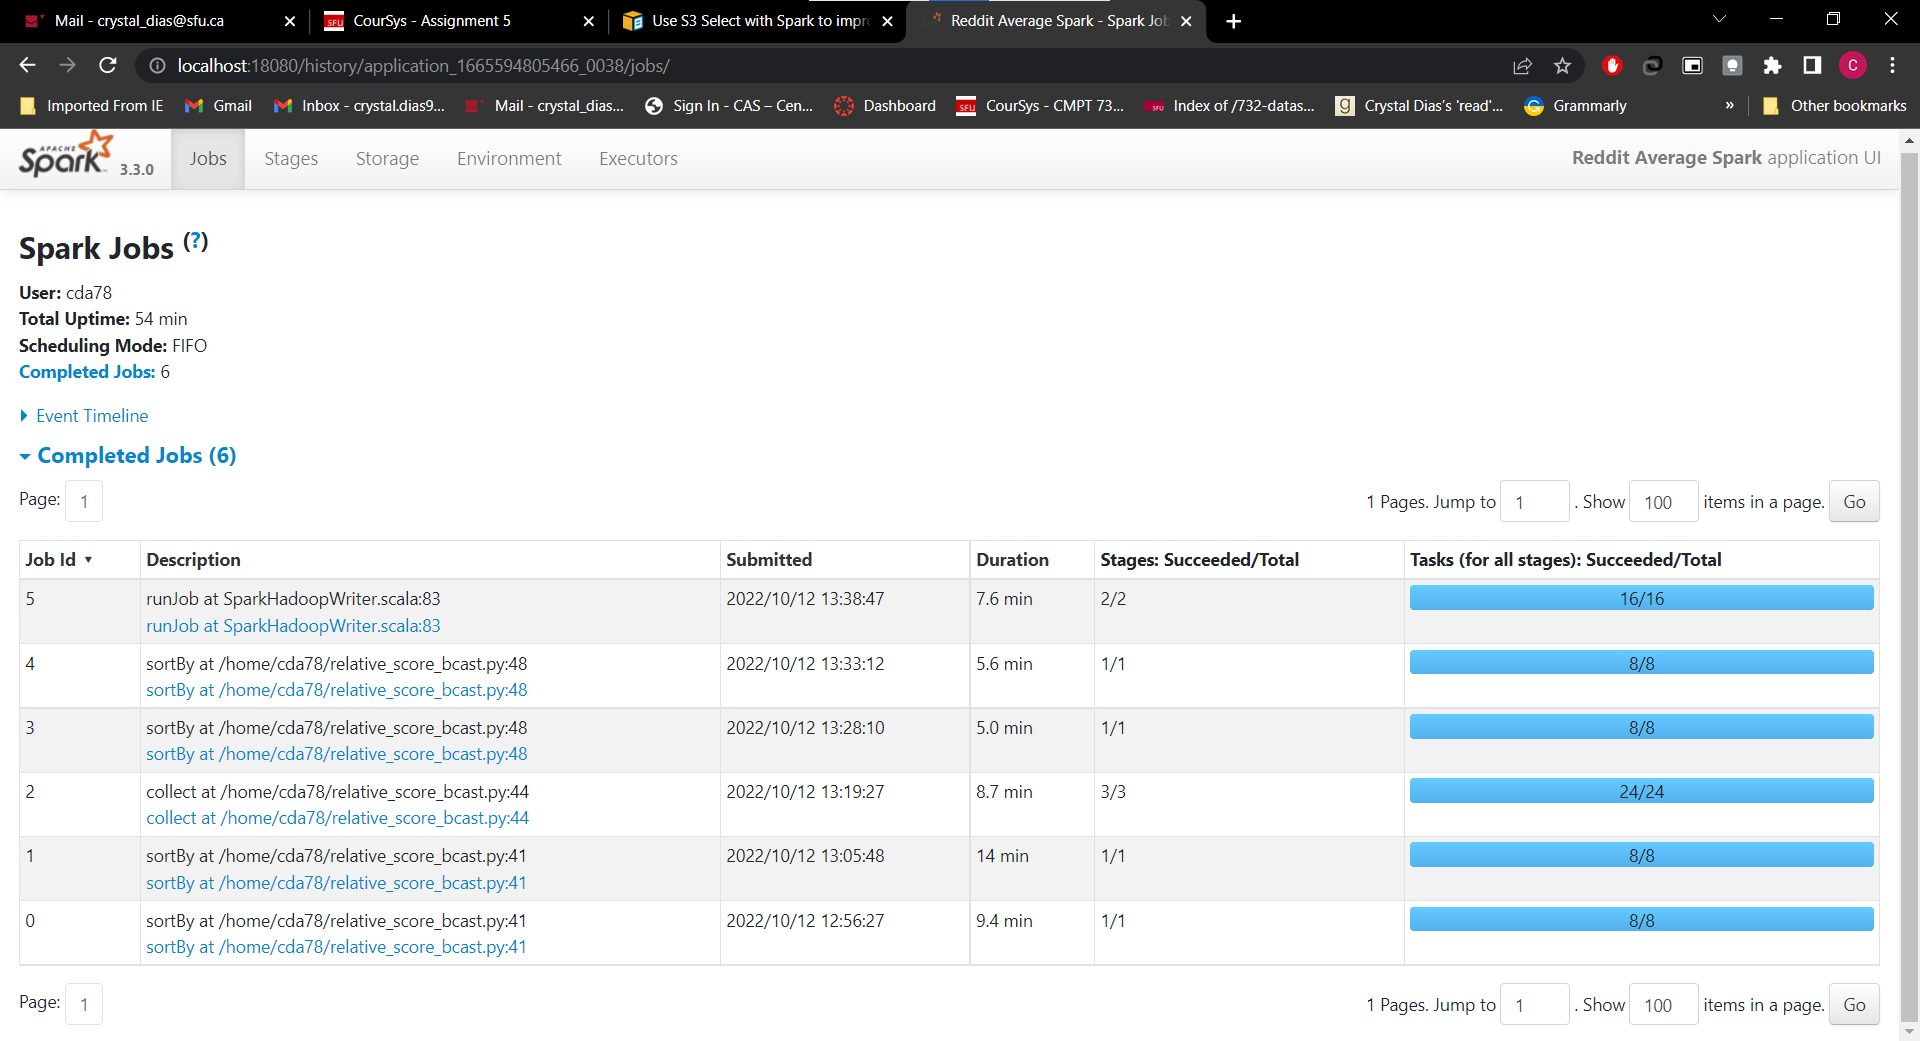 Mail - crystal_dias@sfu.ca
SFU CourSys - Assignment 5
Use S3 Select with Spark to impr
Reddit Average Spark - Spark Job
localhost:18080/history/application_1665594805466_0038/jobs/
C
Imported From IE
Gmail
Inbox - crystal.dias9...
Mail - crystal_dias...
Sign In - CAS – Cen...
Dashboard
SFU CourSys - CMPT 73...
SFU Index of /732-datas...
g Crystal Dias's 'read'...
Grammarly
»
Other bookmarks
APACHE Spark 3.3.0
Jobs
Stages
Storage
Environment
Executors
Reddit Average Spark application UI
Spark Jobs (?)
User: cda78
Total Uptime: 54 min
Scheduling Mode: FIFO
Completed Jobs: 6
Event Timeline
Completed Jobs (6)
Page: 1
1 Pages. Jump to 1 . Show 100 items in a page. Go
Job Id ▾ Description Submitted Duration Stages: Succeeded/Total Tasks (for all stages): Succeeded/Total
5 runJob at SparkHadoopWriter.scala:83 2022/10/12 13:38:47 7.6 min 2/2 16/16
runJob at SparkHadoopWriter.scala:83
4 sortBy at /home/cda78/relative_score_bcast.py:48 2022/10/12 13:33:12 5.6 min 1/1 8/8
sortBy at /home/cda78/relative_score_bcast.py:48
3 sortBy at /home/cda78/relative_score_bcast.py:48 2022/10/12 13:28:10 5.0 min 1/1 8/8
sortBy at /home/cda78/relative_score_bcast.py:48
2 collect at /home/cda78/relative_score_bcast.py:44 2022/10/12 13:19:27 8.7 min 3/3 24/24
collect at /home/cda78/relative_score_bcast.py:44
1 sortBy at /home/cda78/relative_score_bcast.py:41 2022/10/12 13:05:48 14 min 1/1 8/8
sortBy at /home/cda78/relative_score_bcast.py:41
0 sortBy at /home/cda78/relative_score_bcast.py:41 2022/10/12 12:56:27 9.4 min 1/1 8/8
sortBy at /home/cda78/relative_score_bcast.py:41
Page: 1
1 Pages. Jump to 1 . Show 100 items in a page. Go